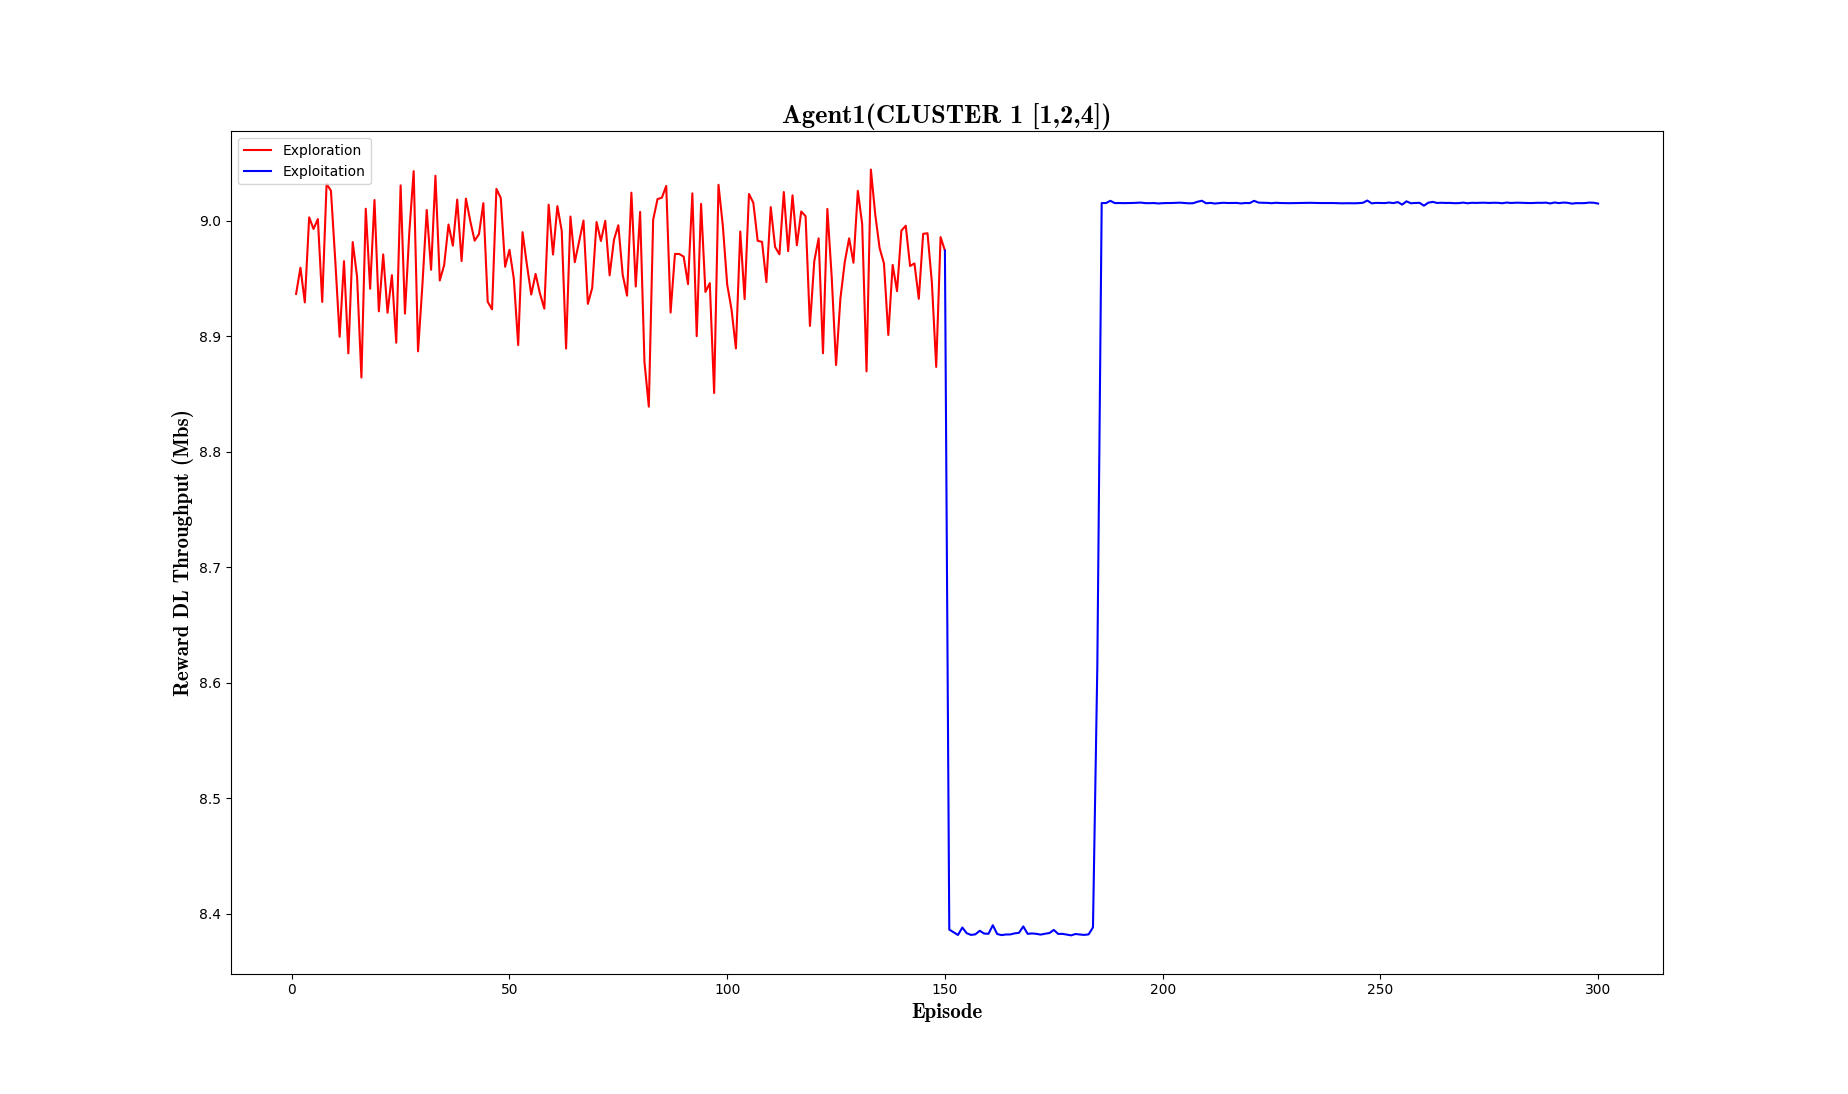 Agent1(CLUSTER 1 [1,2,4])
Exploration
Exploitation
Reward DL Throughput (Mbs)
9.0
8.9
8.8
8.7
8.6
8.5
8.4
0 50 100 150 200 250 300
Episode